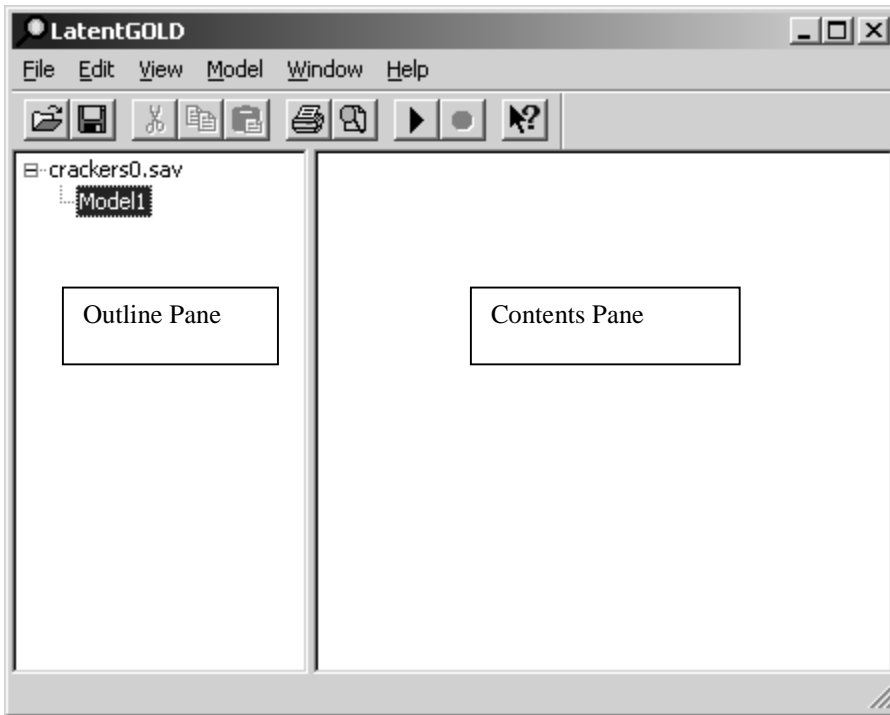 LatentGOLD
File Edit View Model Window Help
crackers0.sav
Model1
Outline Pane
Contents Pane